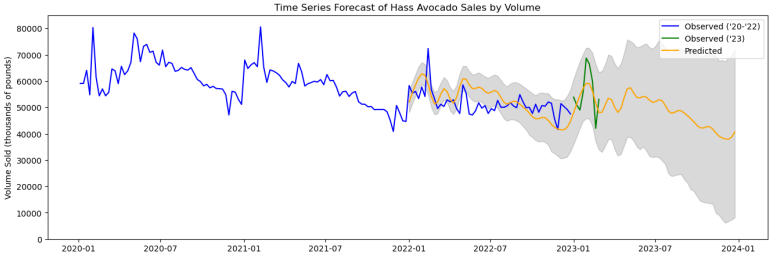 Time Series Forecast of Hass Avocado Sales by Volume
Observed ('20-'22)
Observed ('23)
Predicted
Volume Sold (thousands of pounds)
80000
70000
60000
50000
40000
30000
20000
10000
0
2020-01 2020-07 2021-01 2021-07 2022-01 2022-07 2023-01 2023-07 2024-01